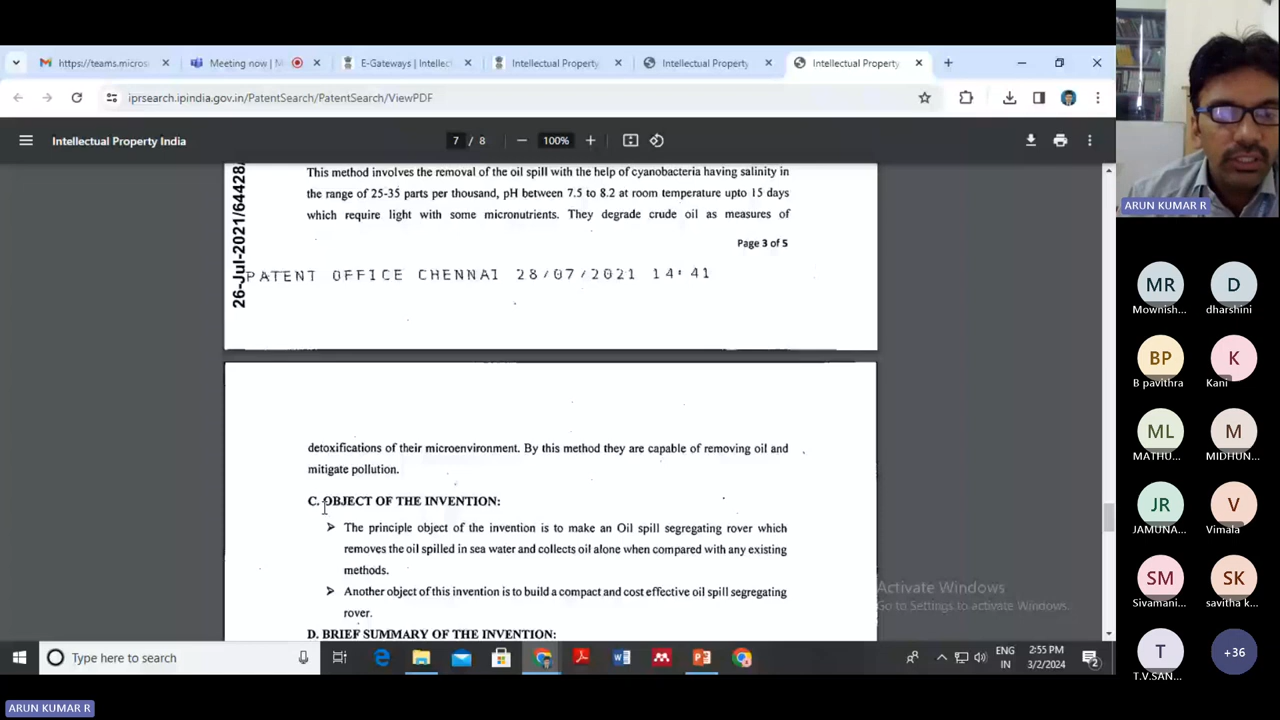 https://teams.micros
Meeting now | M
E-Gateways | Intellec
Intellectual Property
Intellectual Property
Intellectual Property
iprsearch.ipindia.gov.in/PatentSearch/PatentSearch/ViewPDF
Intellectual Property India
7 / 8
100%
26-Jul-2021/64428/
This method involves the removal of the oil spill with the help of cyanobacteria having salinity in
the range of 25-35 parts per thousand, pH between 7.5 to 8.2 at room temperature upto 15 days
which require light with some micronutrients. They degrade crude oil as measures of
Page 3 of 5
PATENT OFFICE CHENNAI 28/07/2021 14:41
detoxifications of their microenvironment. By this method they are capable of removing oil and
mitigate pollution.
C. OBJECT OF THE INVENTION:
➤ The principle object of the invention is to make an Oil spill segregating rover which
removes the oil spilled in sea water and collects oil alone when compared with any existing
methods.
➤ Another object of this invention is to build a compact and cost effective oil spill segregating
rover.
D. BRIEF SUMMARY OF THE INVENTION:
Activate Windows
Go to Settings to activate Windows.
Type here to search
ENG
IN
2:55 PM
3/2/2024
2
ARUN KUMAR R
MR
Mownish...
D
dharshini
BP
B pavithra
K
Kani
ML
MATHU...
M
MIDHUN...
JR
JAMUNA...
V
Vimala
SM
Sivamani...
SK
savitha k...
T
T.V.SAN...
+36
ARUN KUMAR R